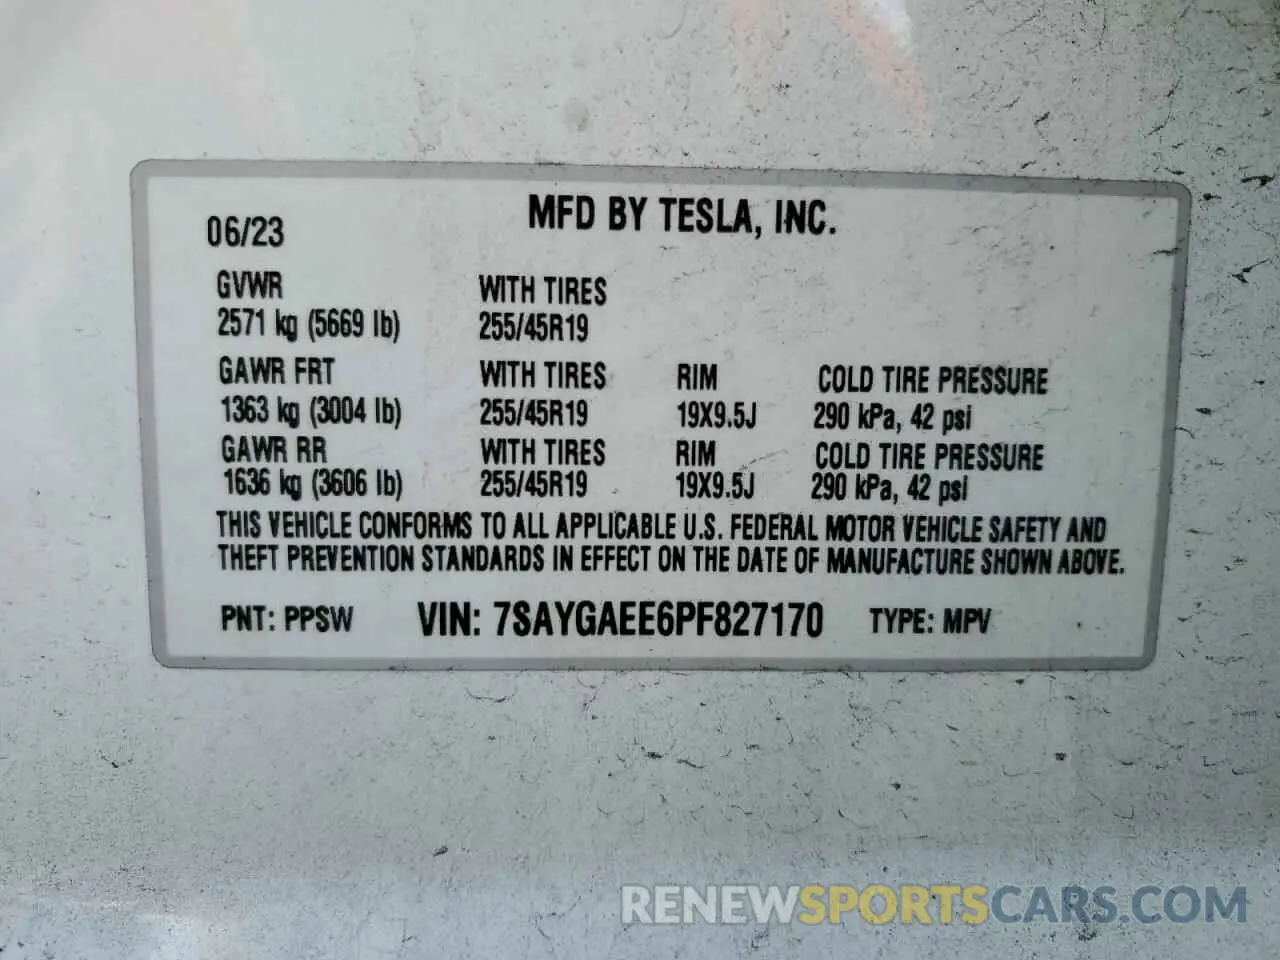 MFD BY TESLA, INC.
06/23
GVWR WITH TIRES
2571 kg (5669 lb) 255/45R19
GAWR FRT WITH TIRES RIM COLD TIRE PRESSURE
1363 kg (3004 lb) 255/45R19 19X9.5J 290 kPa, 42 psi
GAWR RR WITH TIRES RIM COLD TIRE PRESSURE
1636 kg (3606 lb) 255/45R19 19X9.5J 290 kPa, 42 psi
THIS VEHICLE CONFORMS TO ALL APPLICABLE U.S. FEDERAL MOTOR VEHICLE SAFETY AND
THEFT PREVENTION STANDARDS IN EFFECT ON THE DATE OF MANUFACTURE SHOWN ABOVE.
PNT: PPSW VIN: 7SAYGAEE6PF827170 TYPE: MPV
RENEWSPORTSCARS.COM